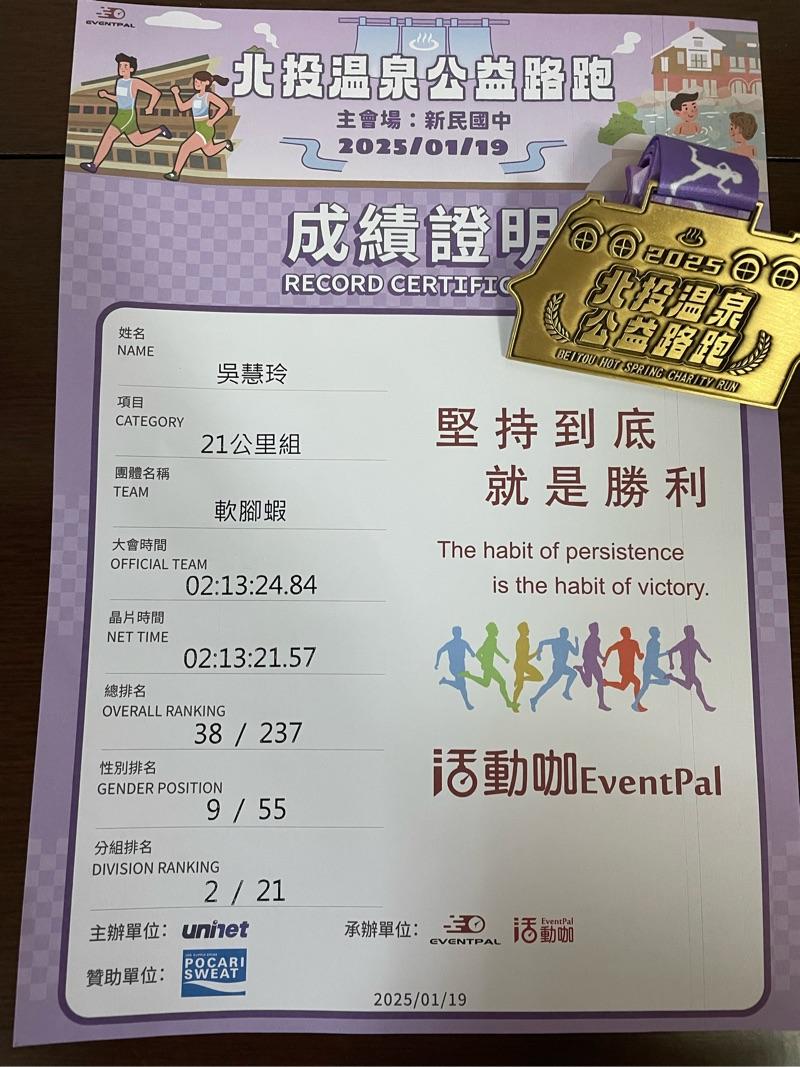 EVENTPAL
北投温泉公益路跑
主會場：新民國中
2025/01/19
成績證明
RECORD CERTIFIC
2025
北投温泉
公益路跑
BEITOU HOT SPRING CHARITY RUN
姓名
NAME
吳慧玲
項目
CATEGORY
21公里組
團體名稱
TEAM
軟腳蝦
大會時間
OFFICIAL TEAM
02:13:24.84
晶片時間
NET TIME
02:13:21.57
總排名
OVERALL RANKING
38 / 237
性別排名
GENDER POSITION
9 / 55
分組排名
DIVISION RANKING
2 / 21
堅持到底
就是勝利
The habit of persistence
is the habit of victory.
活動咖EventPal
主辦單位： uninet
承辦單位： EVENTPAL EventPal 活動咖
贊助單位： POCARI SWEAT
2025/01/19